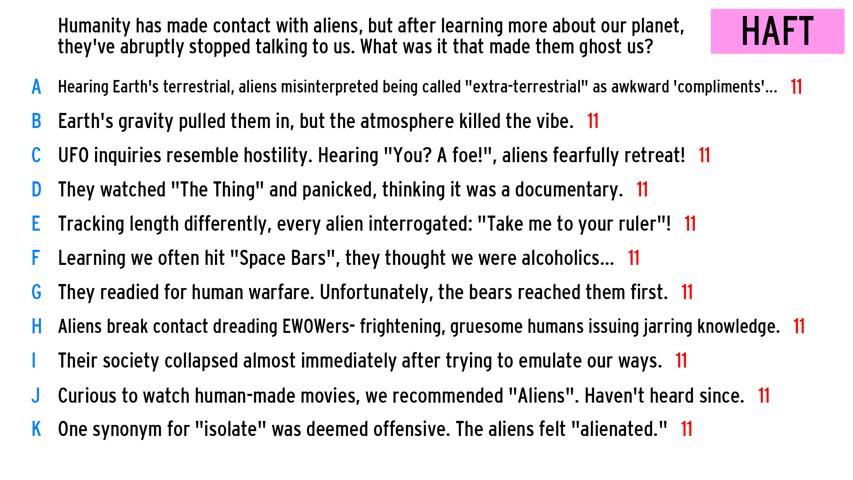 Humanity has made contact with aliens, but after learning more about our planet,
they've abruptly stopped talking to us. What was it that made them ghost us?
HAFT
A Hearing Earth's terrestrial, aliens misinterpreted being called "extra-terrestrial" as awkward 'compliments'... 11
B Earth's gravity pulled them in, but the atmosphere killed the vibe. 11
C UFO inquiries resemble hostility. Hearing "You? A foe!", aliens fearfully retreat! 11
D They watched "The Thing" and panicked, thinking it was a documentary. 11
E Tracking length differently, every alien interrogated: "Take me to your ruler"! 11
F Learning we often hit "Space Bars", they thought we were alcoholics... 11
G They readied for human warfare. Unfortunately, the bears reached them first. 11
H Aliens break contact dreading EWOWers- frightening, gruesome humans issuing jarring knowledge. 11
I Their society collapsed almost immediately after trying to emulate our ways. 11
J Curious to watch human-made movies, we recommended "Aliens". Haven't heard since. 11
K One synonym for "isolate" was deemed offensive. The aliens felt "alienated." 11